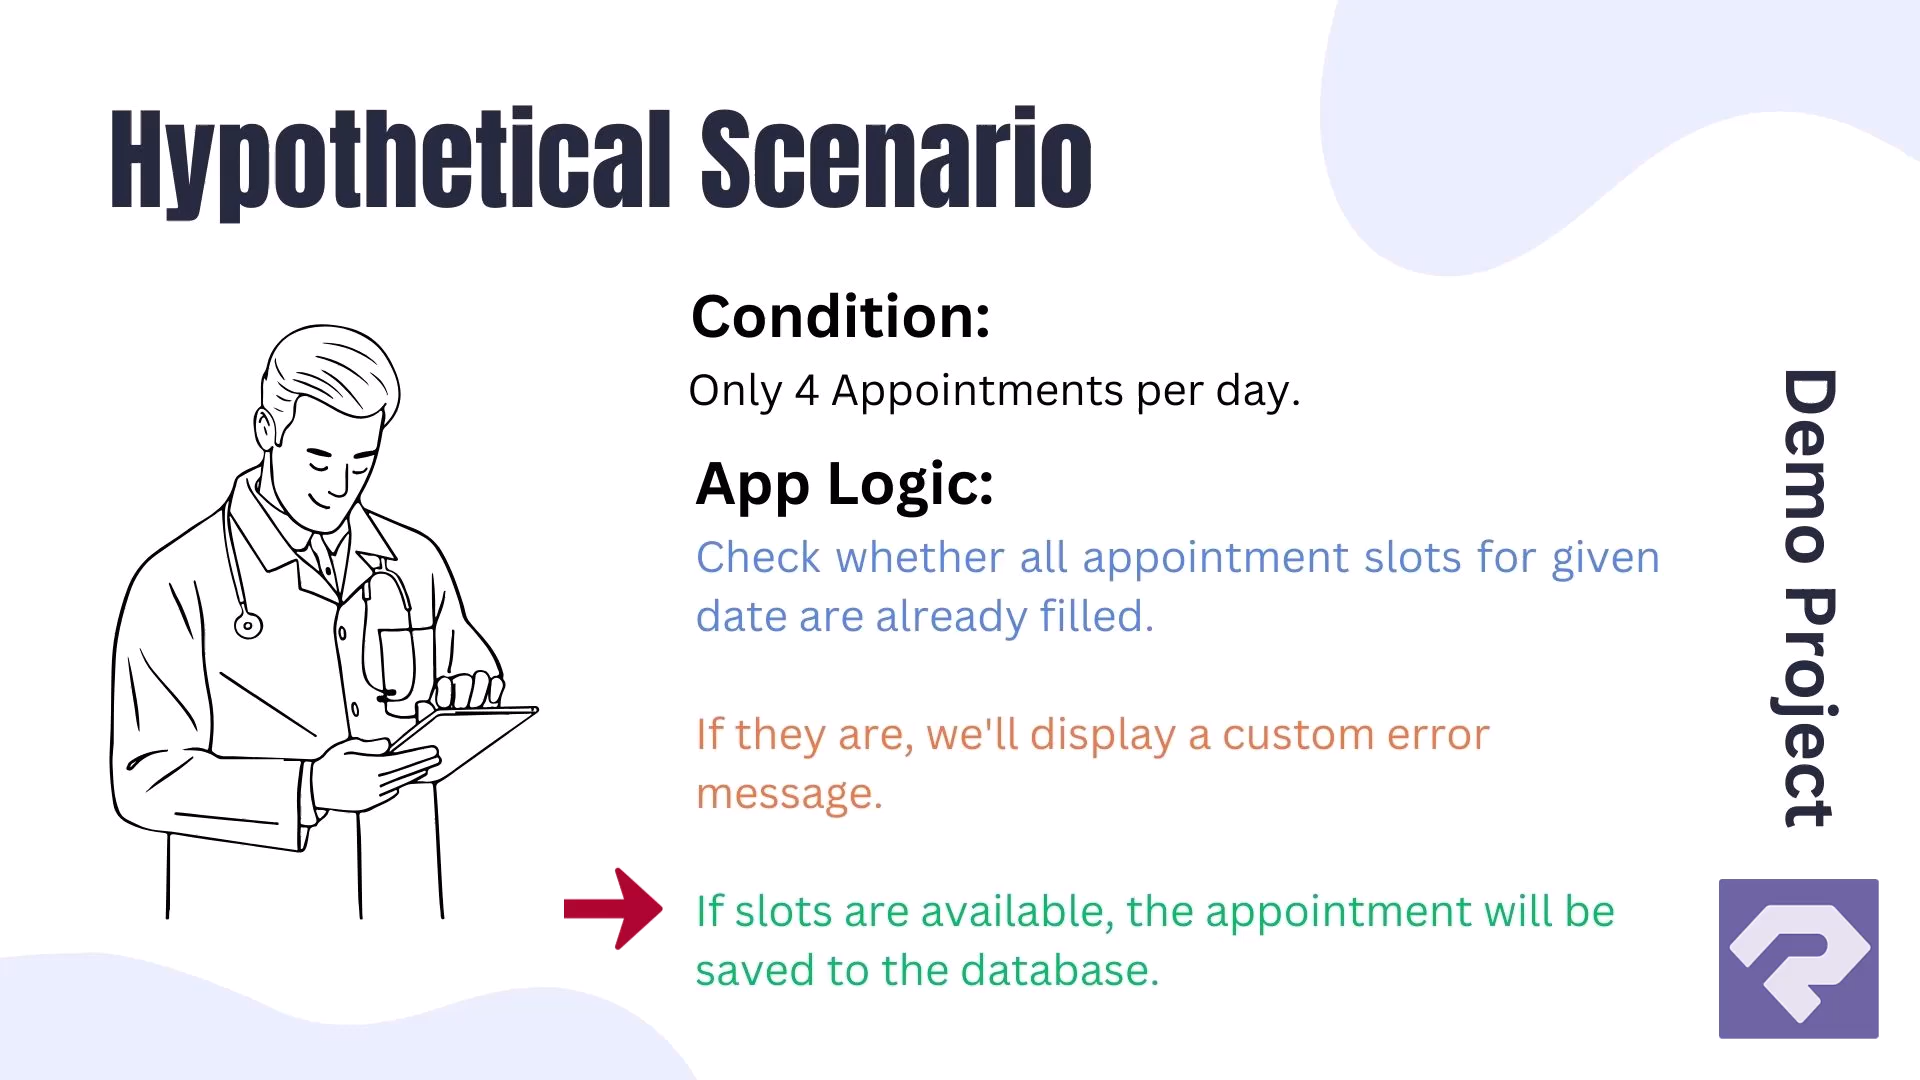 Hypothetical Scenario
Condition:
Only 4 Appointments per day.
App Logic:
Check whether all appointment slots for given
date are already filled.
If they are, we'll display a custom error
message.
If slots are available, the appointment will be
saved to the database.
Demo Project